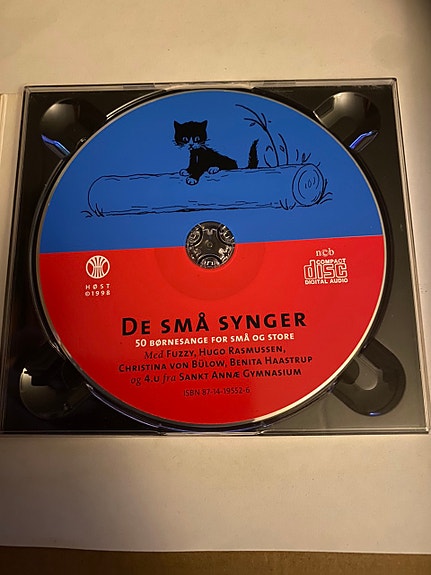 HØST
©1998
ncb
COMPACT
disc
DIGITAL AUDIO
DE SMÅ SYNGER
50 BØRNESANGE FOR SMÅ OG STORE
Med FUZZY, HUGO RASMUSSEN,
CHRISTINA VON BÜLOW, BENITA HAASTRUP
og 4.U fra SANKT ANNÆ GYMNASIUM
ISBN 87-14-19552-6